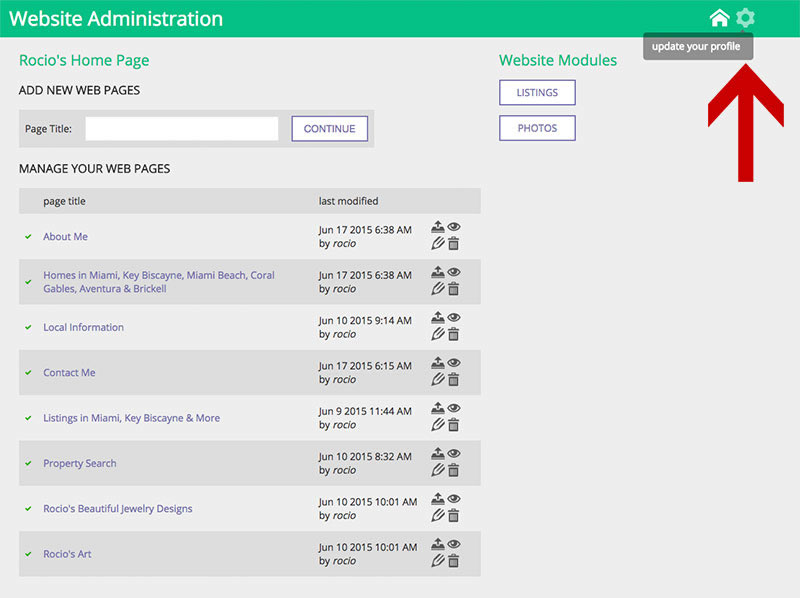 Website Administration
update your profile
Rocio's Home Page
Website Modules
ADD NEW WEB PAGES
LISTINGS
Page Title:
CONTINUE
PHOTOS
MANAGE YOUR WEB PAGES
page title last modified
About Me
Jun 17 2015 6:38 AM
by rocio
Homes in Miami, Key Biscayne, Miami Beach, Coral
Gables, Aventura & Brickell
Jun 17 2015 6:38 AM
by rocio
Local Information
Jun 10 2015 9:14 AM
by rocio
Contact Me
Jun 17 2015 6:15 AM
by rocio
Listings in Miami, Key Biscayne & More
Jun 9 2015 11:44 AM
by rocio
Property Search
Jun 10 2015 8:32 AM
by rocio
Rocio's Beautiful Jewelry Designs
Jun 10 2015 10:01 AM
by rocio
Rocio's Art
Jun 10 2015 10:01 AM
by rocio